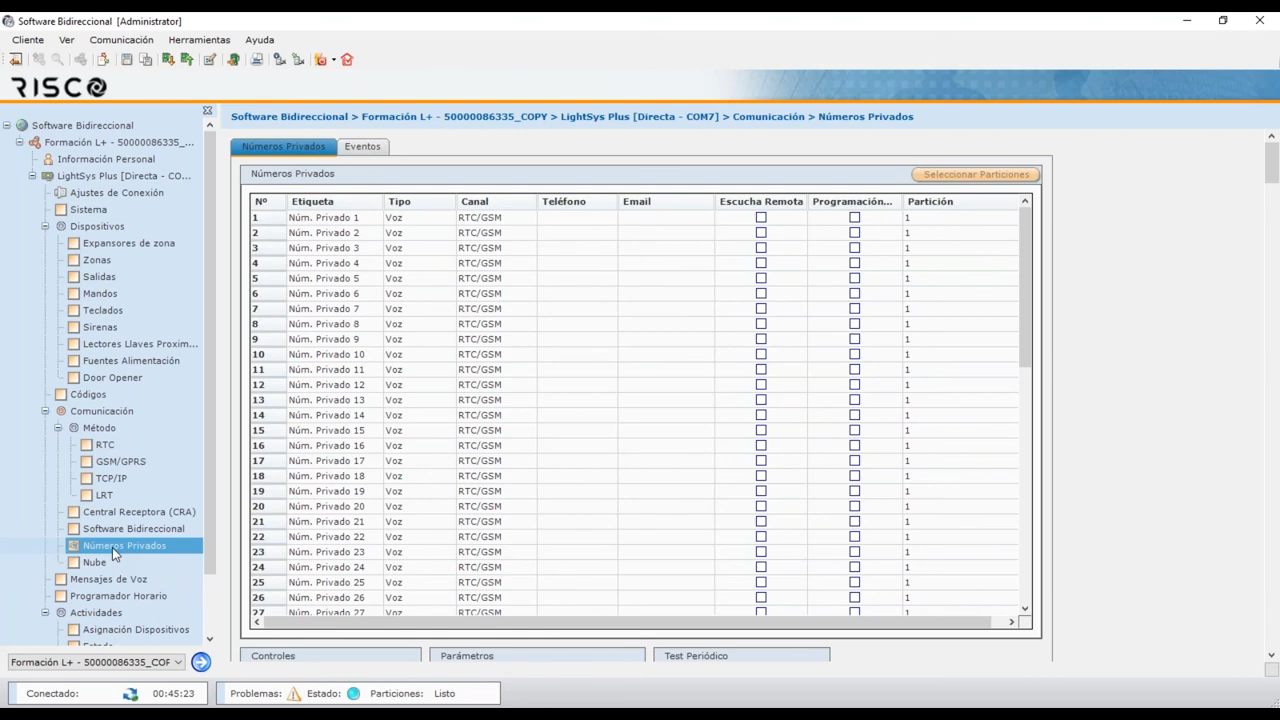 Software Bidireccional [Administrator]
Cliente Ver Comunicación Herramientas Ayuda
RISCO
Software Bidireccional
Formación L+ - 50000086335_...
Información Personal
LightSys Plus [Directa - CO...
Ajustes de Conexión
Sistema
Dispositivos
Expansores de zona
Zonas
Salidas
Mandos
Teclados
Sirenas
Lectores Llaves Proxim...
Fuentes Alimentación
Door Opener
Códigos
Comunicación
Método
RTC
GSM/GPRS
TCP/IP
LRT
Central Receptora (CRA)
Software Bidireccional
Números Privados
Nube
Mensajes de Voz
Programador Horario
Actividades
Asignación Dispositivos
Estado
Formación L+ - 50000086335_COP
Software Bidireccional > Formación L+ - 50000086335_COPY > LightSys Plus [Directa - COM7] > Comunicación > Números Privados
Números Privados Eventos
Números Privados Seleccionar Particiones
Nº Etiqueta Tipo Canal Teléfono Email Escucha Remota Programación... Partición
1 Núm. Privado 1 Voz RTC/GSM 1
2 Núm. Privado 2 Voz RTC/GSM 1
3 Núm. Privado 3 Voz RTC/GSM 1
4 Núm. Privado 4 Voz RTC/GSM 1
5 Núm. Privado 5 Voz RTC/GSM 1
6 Núm. Privado 6 Voz RTC/GSM 1
7 Núm. Privado 7 Voz RTC/GSM 1
8 Núm. Privado 8 Voz RTC/GSM 1
9 Núm. Privado 9 Voz RTC/GSM 1
10 Núm. Privado 10 Voz RTC/GSM 1
11 Núm. Privado 11 Voz RTC/GSM 1
12 Núm. Privado 12 Voz RTC/GSM 1
13 Núm. Privado 13 Voz RTC/GSM 1
14 Núm. Privado 14 Voz RTC/GSM 1
15 Núm. Privado 15 Voz RTC/GSM 1
16 Núm. Privado 16 Voz RTC/GSM 1
17 Núm. Privado 17 Voz RTC/GSM 1
18 Núm. Privado 18 Voz RTC/GSM 1
19 Núm. Privado 19 Voz RTC/GSM 1
20 Núm. Privado 20 Voz RTC/GSM 1
21 Núm. Privado 21 Voz RTC/GSM 1
22 Núm. Privado 22 Voz RTC/GSM 1
23 Núm. Privado 23 Voz RTC/GSM 1
24 Núm. Privado 24 Voz RTC/GSM 1
25 Núm. Privado 25 Voz RTC/GSM 1
26 Núm. Privado 26 Voz RTC/GSM 1
27 Núm. Privado 27 Voz RTC/GSM 1
Controles Parámetros Test Periódico
Conectado: 00:45:23 Problemas: Estado: Particiones: Listo